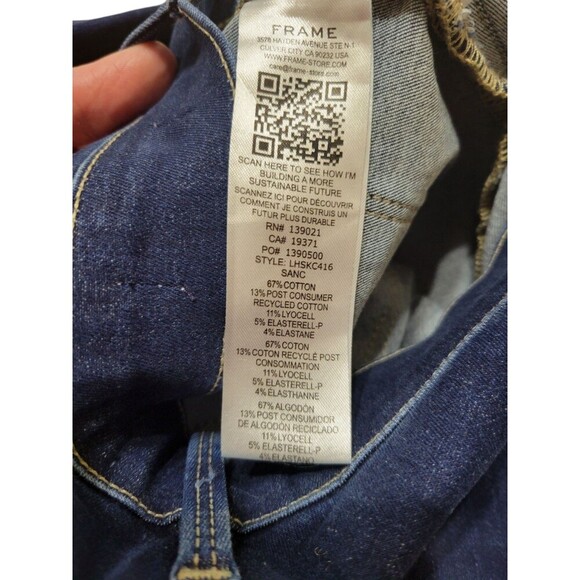 FRAME
3578 HAYDEN AVENUE STE N-1
CULVER CITY CA 90232 USA
WWW.FRAME-STORE.COM
care@frame-store.com
SCAN HERE TO SEE HOW I'M
BUILDING A MORE
SUSTAINABLE FUTURE
SCANNEZ ICI POUR DÉCOUVRIR
COMMENT JE CONSTRUIS UN
FUTUR PLUS DURABLE
RN# 139021
CA# 19371
PO# 1390500
STYLE: LHSKC416
SANC
67% COTTON
13% POST CONSUMER
RECYCLED COTTON
11% LYOCELL
5% ELASTERELL-P
4% ELASTANE
67% COTON
13% COTON RECYCLÉ POST
CONSOMMATION
11% LYOCELL
5% ELASTERELL-P
4% ELASTHANNE
67% ALGODÓN
13% POST CONSUMIDOR
DE ALGODÓN RECICLADO
11% LYOCELL
5% ELASTERELL-P
4% ELASTANO